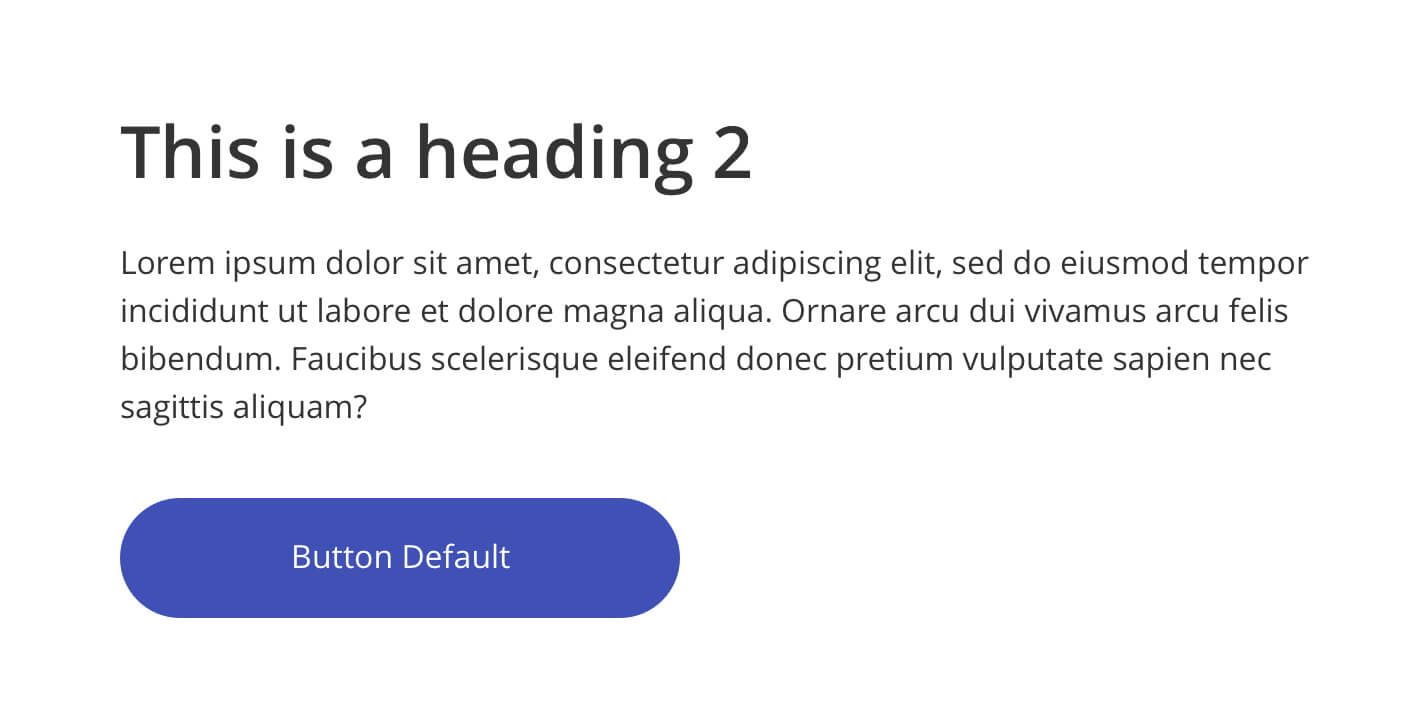 This is a heading 2
Lorem ipsum dolor sit amet, consectetur adipiscing elit, sed do eiusmod tempor
incididunt ut labore et dolore magna aliqua. Ornare arcu dui vivamus arcu felis
bibendum. Faucibus scelerisque eleifend donec pretium vulputate sapien nec
sagittis aliquam?
Button Default